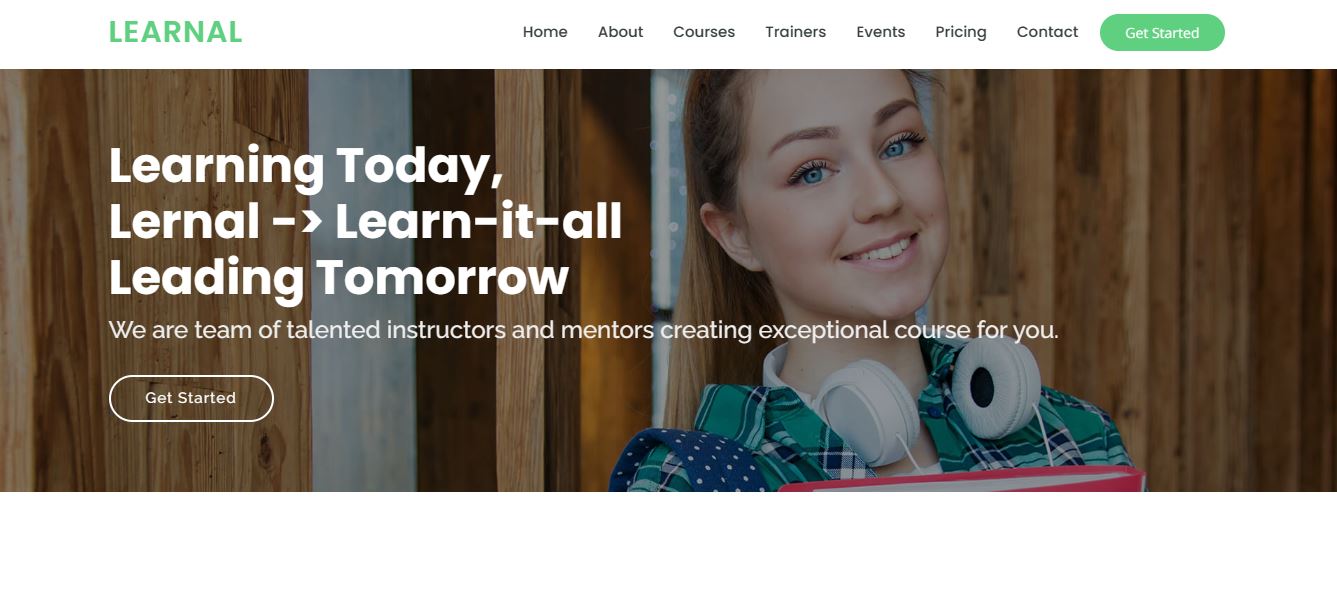 LEARNAL
Home About Courses Trainers Events Pricing Contact Get Started
Learning Today,
Lernal -> Learn-it-all
Leading Tomorrow
We are team of talented instructors and mentors creating exceptional course for you.
Get Started